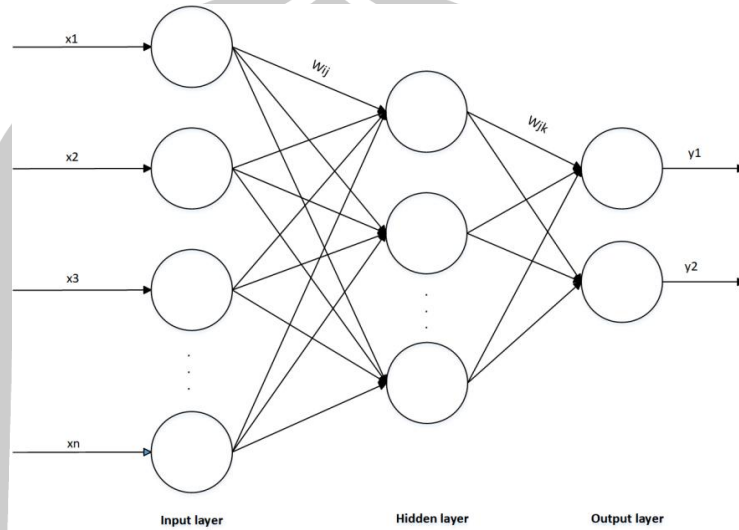 x1
Wij
x2
Wjk
y1
x3
y2
xn
Input layer
Hidden layer
Output layer